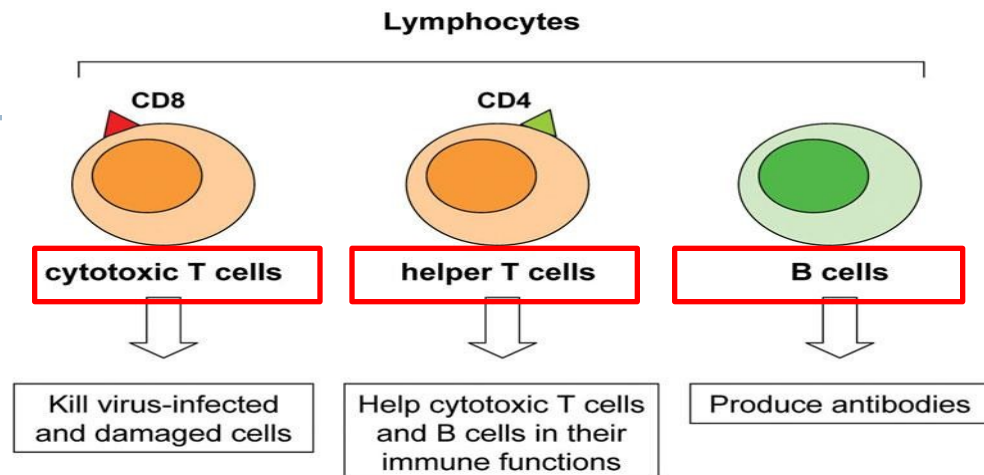 Lymphocytes
CD8
CD4
cytotoxic T cells
helper T cells
B cells
Kill virus-infected
and damaged cells
Help cytotoxic T cells
and B cells in their
immune functions
Produce antibodies